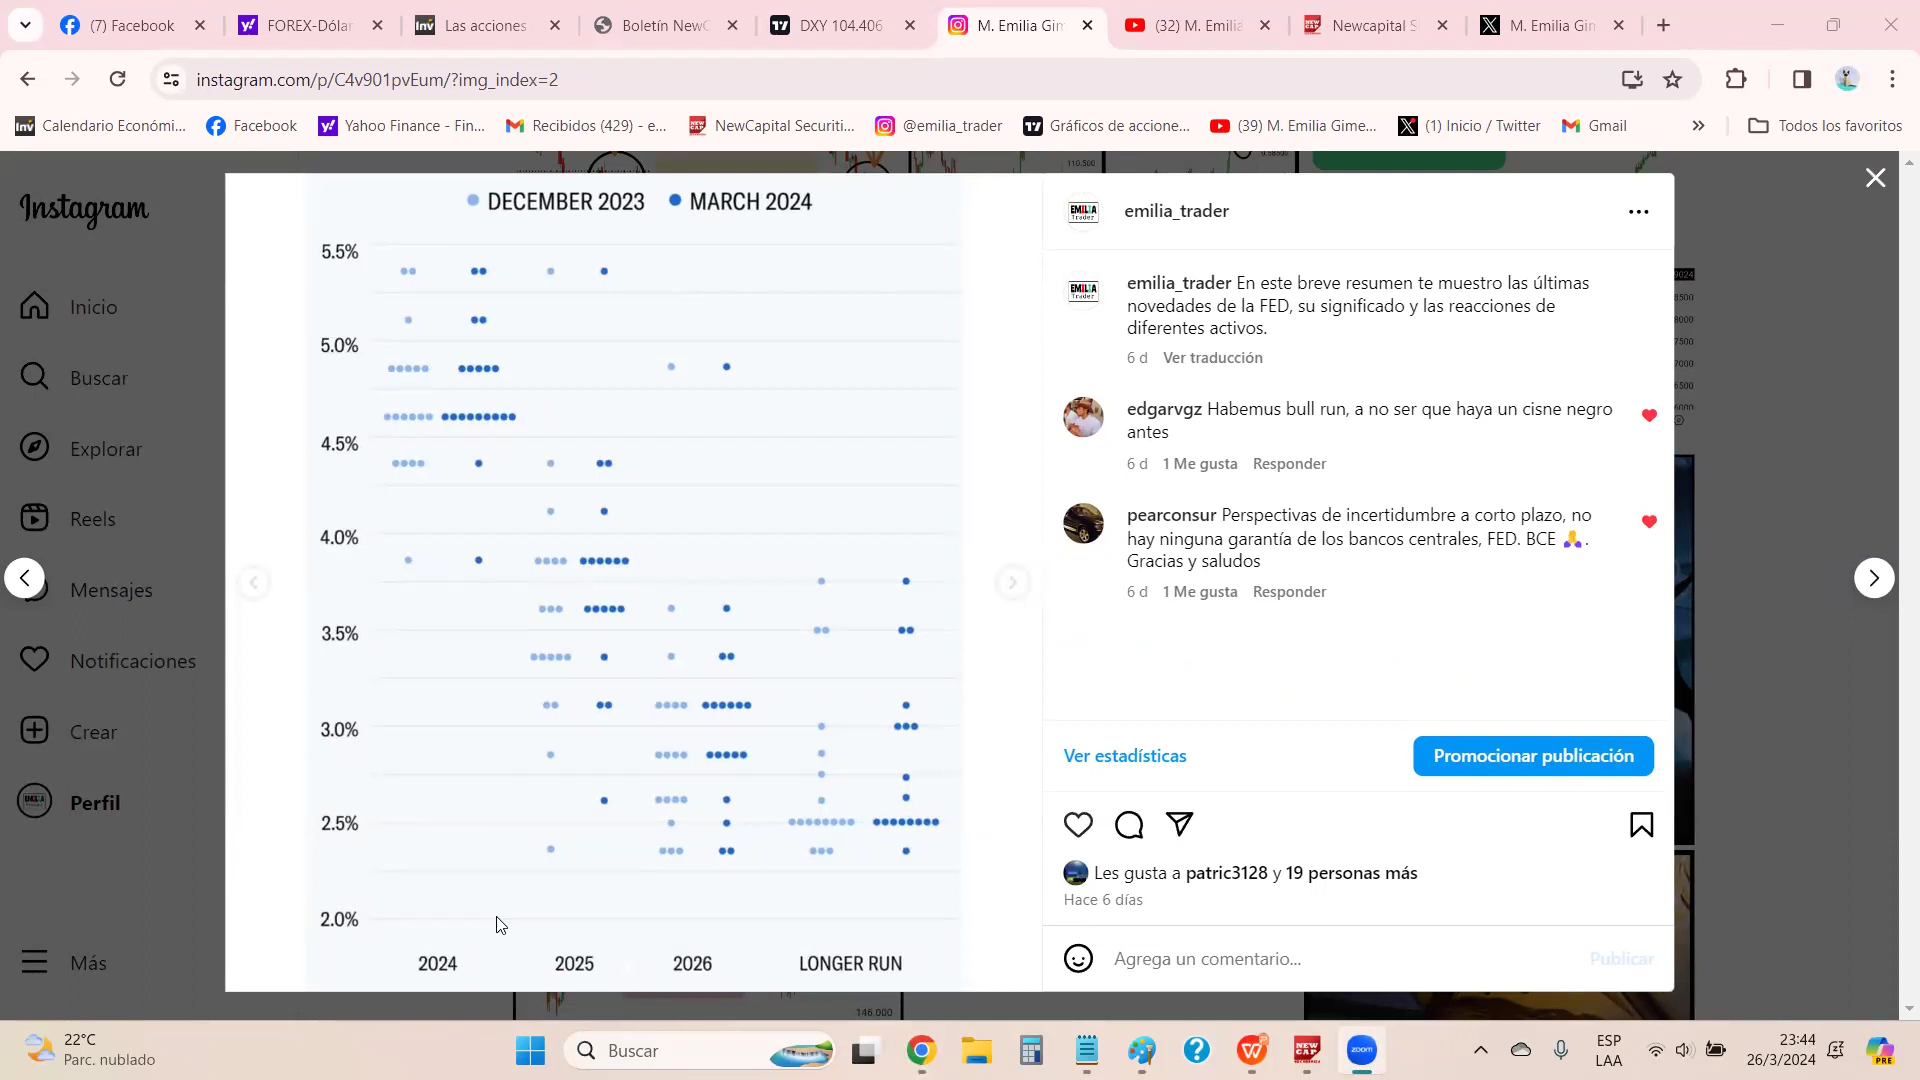 (7) Facebook
FOREX-Dólar
Las acciones
Boletín NewC
DXY 104.406
M. Emilia Gim
(32) M. Emilia
Newcapital S
M. Emilia Gim
instagram.com/p/C4v901pvEum/?img_index=2
Calendario Económi...
Facebook
Yahoo Finance - Fin...
Recibidos (429) - e...
NewCapital Securiti...
@emilia_trader
Gráficos de accione...
(39) M. Emilia Gime...
(1) Inicio / Twitter
Gmail
Todos los favoritos
Instagram
Inicio
Buscar
Explorar
Reels
Mensajes
Notificaciones
Crear
Perfil
Más
110.500
DECEMBER 2023
MARCH 2024
5.5%
5.0%
4.5%
4.0%
3.5%
3.0%
2.5%
2.0%
2024
2025
2026
LONGER RUN
146.000
emilia_trader
emilia_trader En este breve resumen te muestro las últimas
novedades de la FED, su significado y las reacciones de
diferentes activos.
6 d Ver traducción
edgarvgz Habemus bull run, a no ser que haya un cisne negro
antes
6 d 1 Me gusta Responder
pearconsur Perspectivas de incertidumbre a corto plazo, no
hay ninguna garantía de los bancos centrales, FED. BCE 🙏.
Gracias y saludos
6 d 1 Me gusta Responder
Ver estadísticas
Promocionar publicación
Les gusta a patric3128 y 19 personas más
Hace 6 días
Agrega un comentario...
Publicar
22°C
Parc. nublado
Buscar
zoom
ESP
LAA
23:44
26/3/2024
PRE